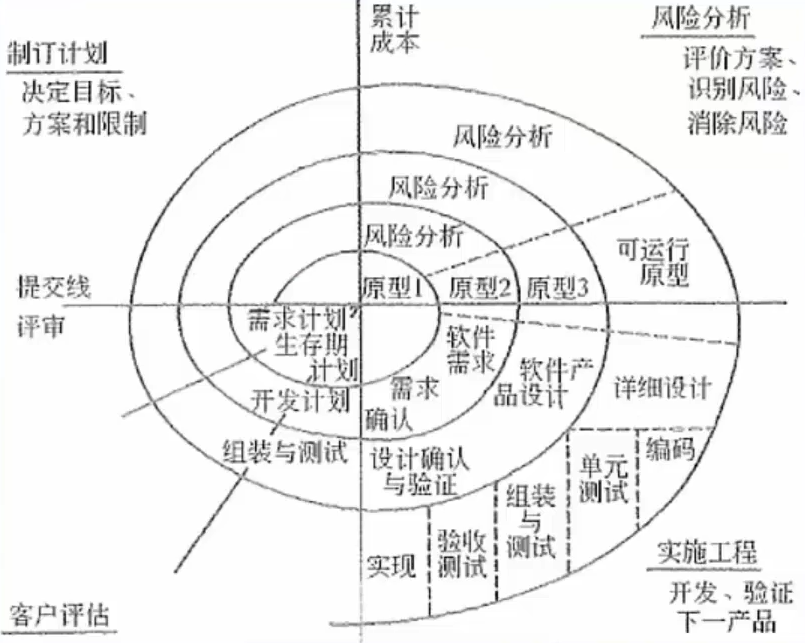 累计
成本
制订计划
决定目标、
方案和限制
风险分析
评价方案、
识别风险、
消除风险
风险分析
风险分析
风险分析
可运行
原型
提交线
评审
原型1
原型2
原型3
需求计划
生存期
计划
开发计划
组装与测试
软件
需求
需求
确认
软件产
品设计
详细设计
设计确认
与验证
编码
单元
测试
组装
与
测试
验收
测试
实现
实施工程
开发、验证
下一产品
客户评估